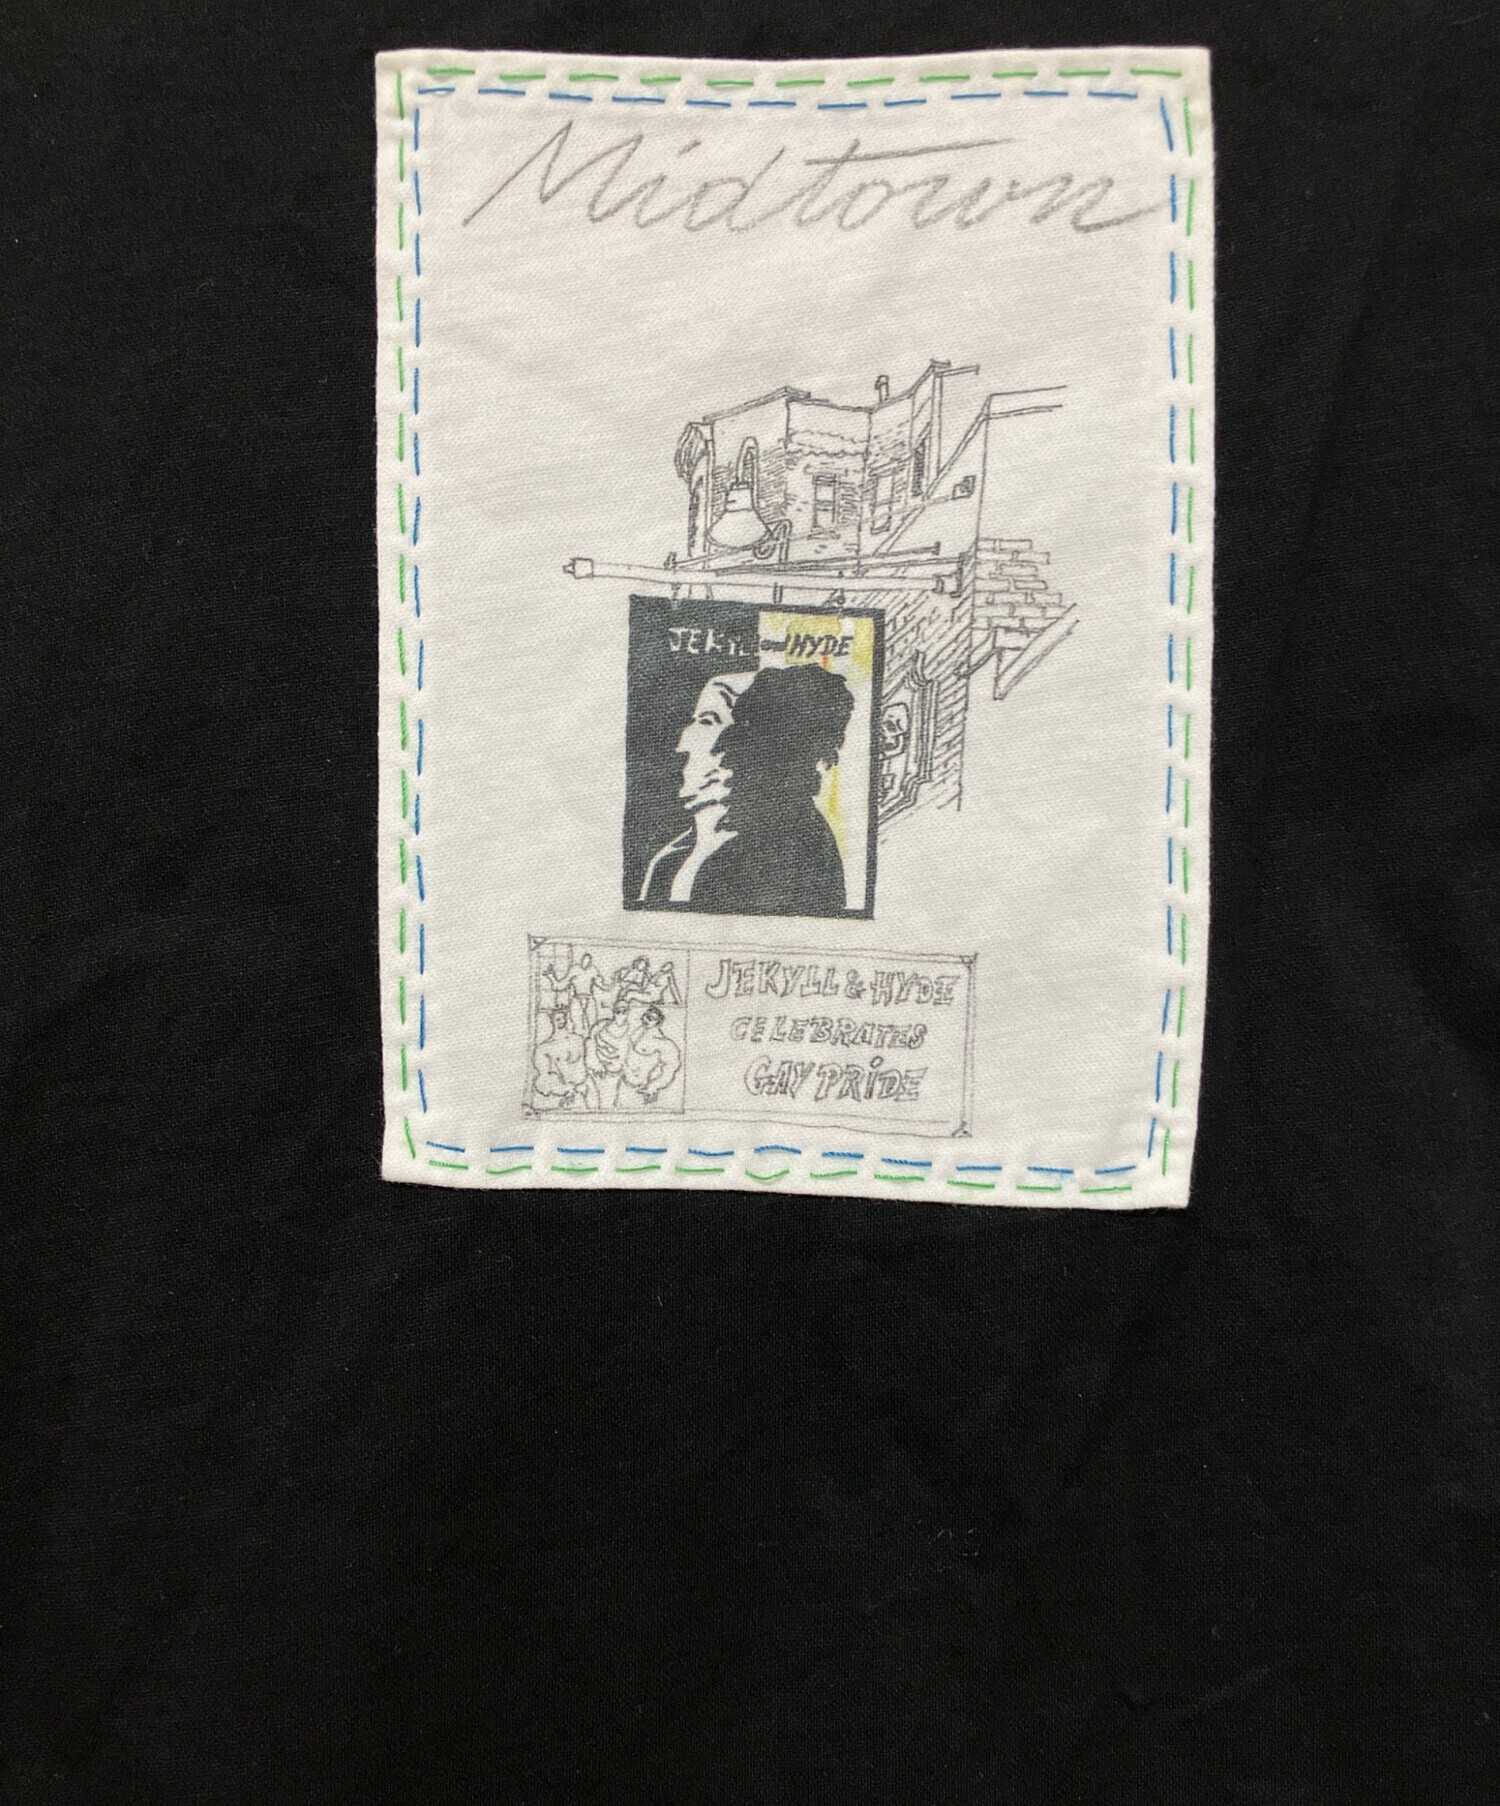 Midtown
JEKYLL and HYDE
JEKYLL & HYDE
CELEBRATES
GAY PRiDE